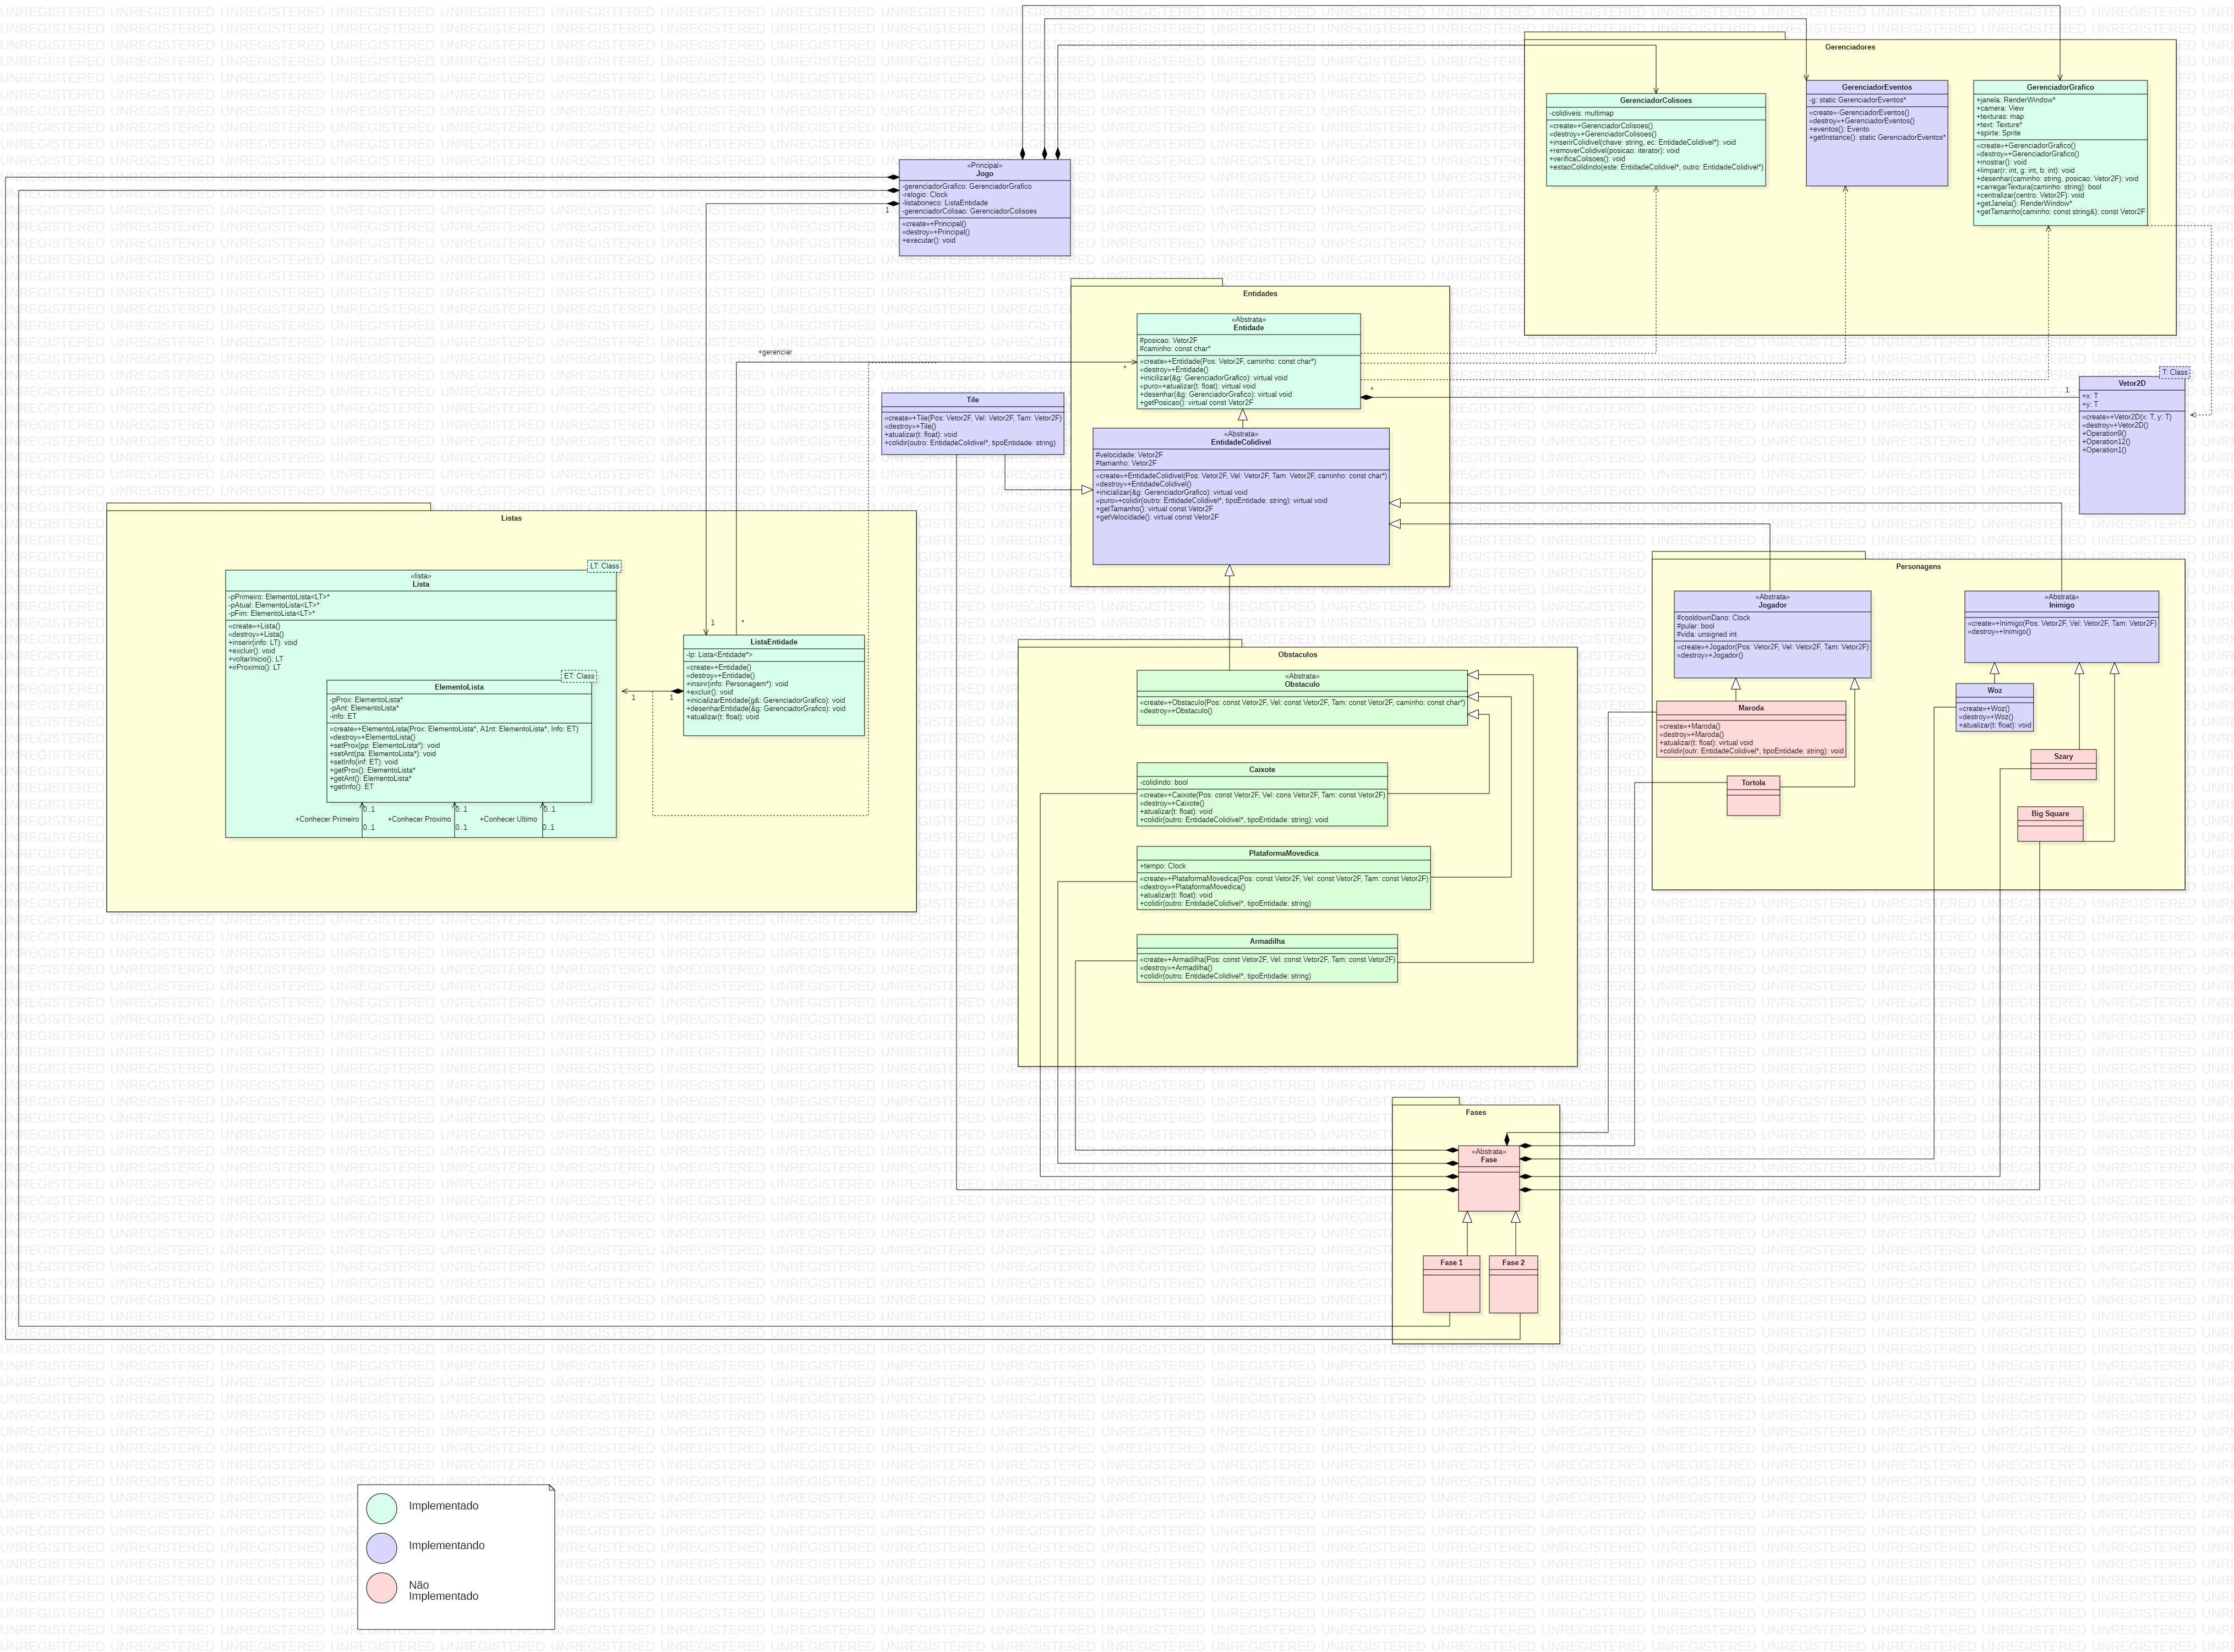 Gerenciadores
GerenciadorColisoes
-colidiveis: multimap
«create»+GerenciadorColisoes()
«destroy»+GerenciadorColisoes()
+inserirColidivel(chave: string, ec: EntidadeColidivel*): void
+removerColidivel(posicao: iterator): void
+verificaColisoes(): void
+estaoColidindo(este: EntidadeColidivel*, outro: EntidadeColidivel*)
GerenciadorEventos
-g: static GerenciadorEventos*
«create»-GerenciadorEventos()
«destroy»+GerenciadorEventos()
+eventos(): Evento
+getInstance(): static GerenciadorEventos*
GerenciadorGrafico
+janela: RenderWindow*
+camera: View
+texturas: map
+text: Texture*
+spirte: Sprite
«create»+GerenciadorGrafico()
«destroy»+GerenciadorGrafico()
+mostrar(): void
+limpar(r: int, g: int, b: int): void
+desenhar(caminho: string, posicao: Vetor2F): void
+carregarTextura(caminho: string): bool
+centralizar(centro: Vetor2F): void
+getJanela(): RenderWindow*
+getTamanho(caminho: const string&): const Vetor2F
«Principal»
Jogo
-gerenciadorGrafico: GerenciadorGrafico
-relogio: Clock
-listaboneco: ListaEntidade
-gerenciadorColisao: GerenciadorColisoes
«create»+Principal()
«destroy»+Principal()
+executar(): void
1
Entidades
«Abstrata»
Entidade
#posicao: Vetor2F
#caminho: const char*
«create»+Entidade(Pos: Vetor2F, caminho: const char*)
«destroy»+Entidade()
+inicilizar(&g: GerenciadorGrafico): virtual void
«puro»+atualizar(t: float): virtual void
+desenhar(&g: GerenciadorGrafico): virtual void
+getPosicao(): virtual const Vetor2F
+gerenciar
*
*
1
T: Class
Vetor2D
+x: T
+y: T
«create»+Vetor2D(x: T, y: T)
«destroy»+Vetor2D()
+Operation9()
+Operation12()
+Operation1()
Tile
«create»+Tile(Pos: Vetor2F, Vel: Vetor2F, Tam: Vetor2F)
«destroy»+Tile()
+atualizar(t: float): void
+colidir(outro: EntidadeColidivel*, tipoEntidade: string)
«Abstrata»
EntidadeColidivel
#velocidade: Vetor2F
#tamanho: Vetor2F
«create»+EntidadeColidivel(Pos: Vetor2F, Vel: Vetor2F, Tam: Vetor2F, caminho: const char*)
«destroy»+EntidadeColidivel()
+inicializar(&g: GerenciadorGrafico): virtual void
«puro»+colidir(outro: EntidadeColidivel*, tipoEntidade: string): virtual void
+getTamanho(): virtual const Vetor2F
+getVelocidade(): virtual const Vetor2F
Listas
LT: Class
«lista»
Lista
-pPrimeiro: ElementoLista<LT>*
-pAtual: ElementoLista<LT>*
-pFim: ElementoLista<LT>*
«create»+Lista()
«destroy»+Lista()
+inserir(info: LT): void
+excluir(): void
+voltarInicio(): LT
+irProximio(): LT
ET: Class
ElementoLista
-pProx: ElementoLista*
-pAnt: ElementoLista*
-info: ET
«create»+ElementoLista(Prox: ElementoLista*, A1nt: ElementoLista*, Info: ET)
«destroy»+ElementoLista()
+setProx(pp: ElementoLista*): void
+setAnt(pa: ElementoLista*): void
+setInfo(inf: ET): void
+getProx(): ElementoLista*
+getAnt(): ElementoLista*
+getInfo(): ET
0..1 0..1 0..1
+Conhecer Primeiro +Conhecer Proximo +Conhecer Ultimo
0..1 0..1 0..1
1 *
ListaEntidade
-lp: Lista<Entidade*>
«create»+Entidade()
«destroy»+Entidade()
+insirir(info: Personagem*): void
+excluir(): void
+inicializarEntidade(g&: GerenciadorGrafico): void
+desenharEntidade(&g: GerenciadorGrafico): void
+atualizar(t: float): void
1 1
Personagens
«Abstrata»
Jogador
#cooldownDano: Clock
#pular: bool
#vida: unsigned int
«create»+Jogador(Pos: Vetor2F, Vel: Vetor2F, Tam: Vetor2F)
«destroy»+Jogador()
«Abstrata»
Inimigo
«create»+Inimigo(Pos: Vetor2F, Vel: Vetor2F, Tam: Vetor2F)
«destroy»+Inimigo()
Maroda
«create»+Maroda()
«destroy»+Maroda()
+atualizar(t: float): virtual void
+colidir(outr: EntidadeColidivel*, tipoEntidade: string): void
Woz
«create»+Woz()
«destroy»+Woz()
+atualizar(t: float): void
Szary
Tortola
Big Square
Obstaculos
«Abstrata»
Obstaculo
«create»+Obstaculo(Pos: const Vetor2F, Vel: const Vetor2F, Tam: const Vetor2F, caminho: const char*)
«destroy»+Obstaculo()
Caixote
-colidindo: bool
«create»+Caixote(Pos: const Vetor2F, Vel: cons Vetor2F, Tam: const Vetor2F)
«destroy»+Caixote()
+atualizar(t: float): void
+colidir(outro: EntidadeColidivel*, tipoEntidade: string): void
PlataformaMovedica
+tempo: Clock
«create»+PlataformaMovedica(Pos: const Vetor2F, Vel: const Vetor2F, Tam: const Vetor2F)
«destroy»+PlataformaMovedica()
+atualizar(t: float): void
+colidir(outro: EntidadeColidivel*, tipoEntidade: string)
Armadilha
«create»+Armadilha(Pos: const Vetor2F, Vel: const Vetor2F, Tam: const Vetor2F)
«destroy»+Armadilha()
+colidir(outro: EntidadeColidivel*, tipoEntidade: string)
Fases
«Abstrata»
Fase
Fase 1
Fase 2
Implementado
Implementando
Não
Implementado
UNREGISTERED